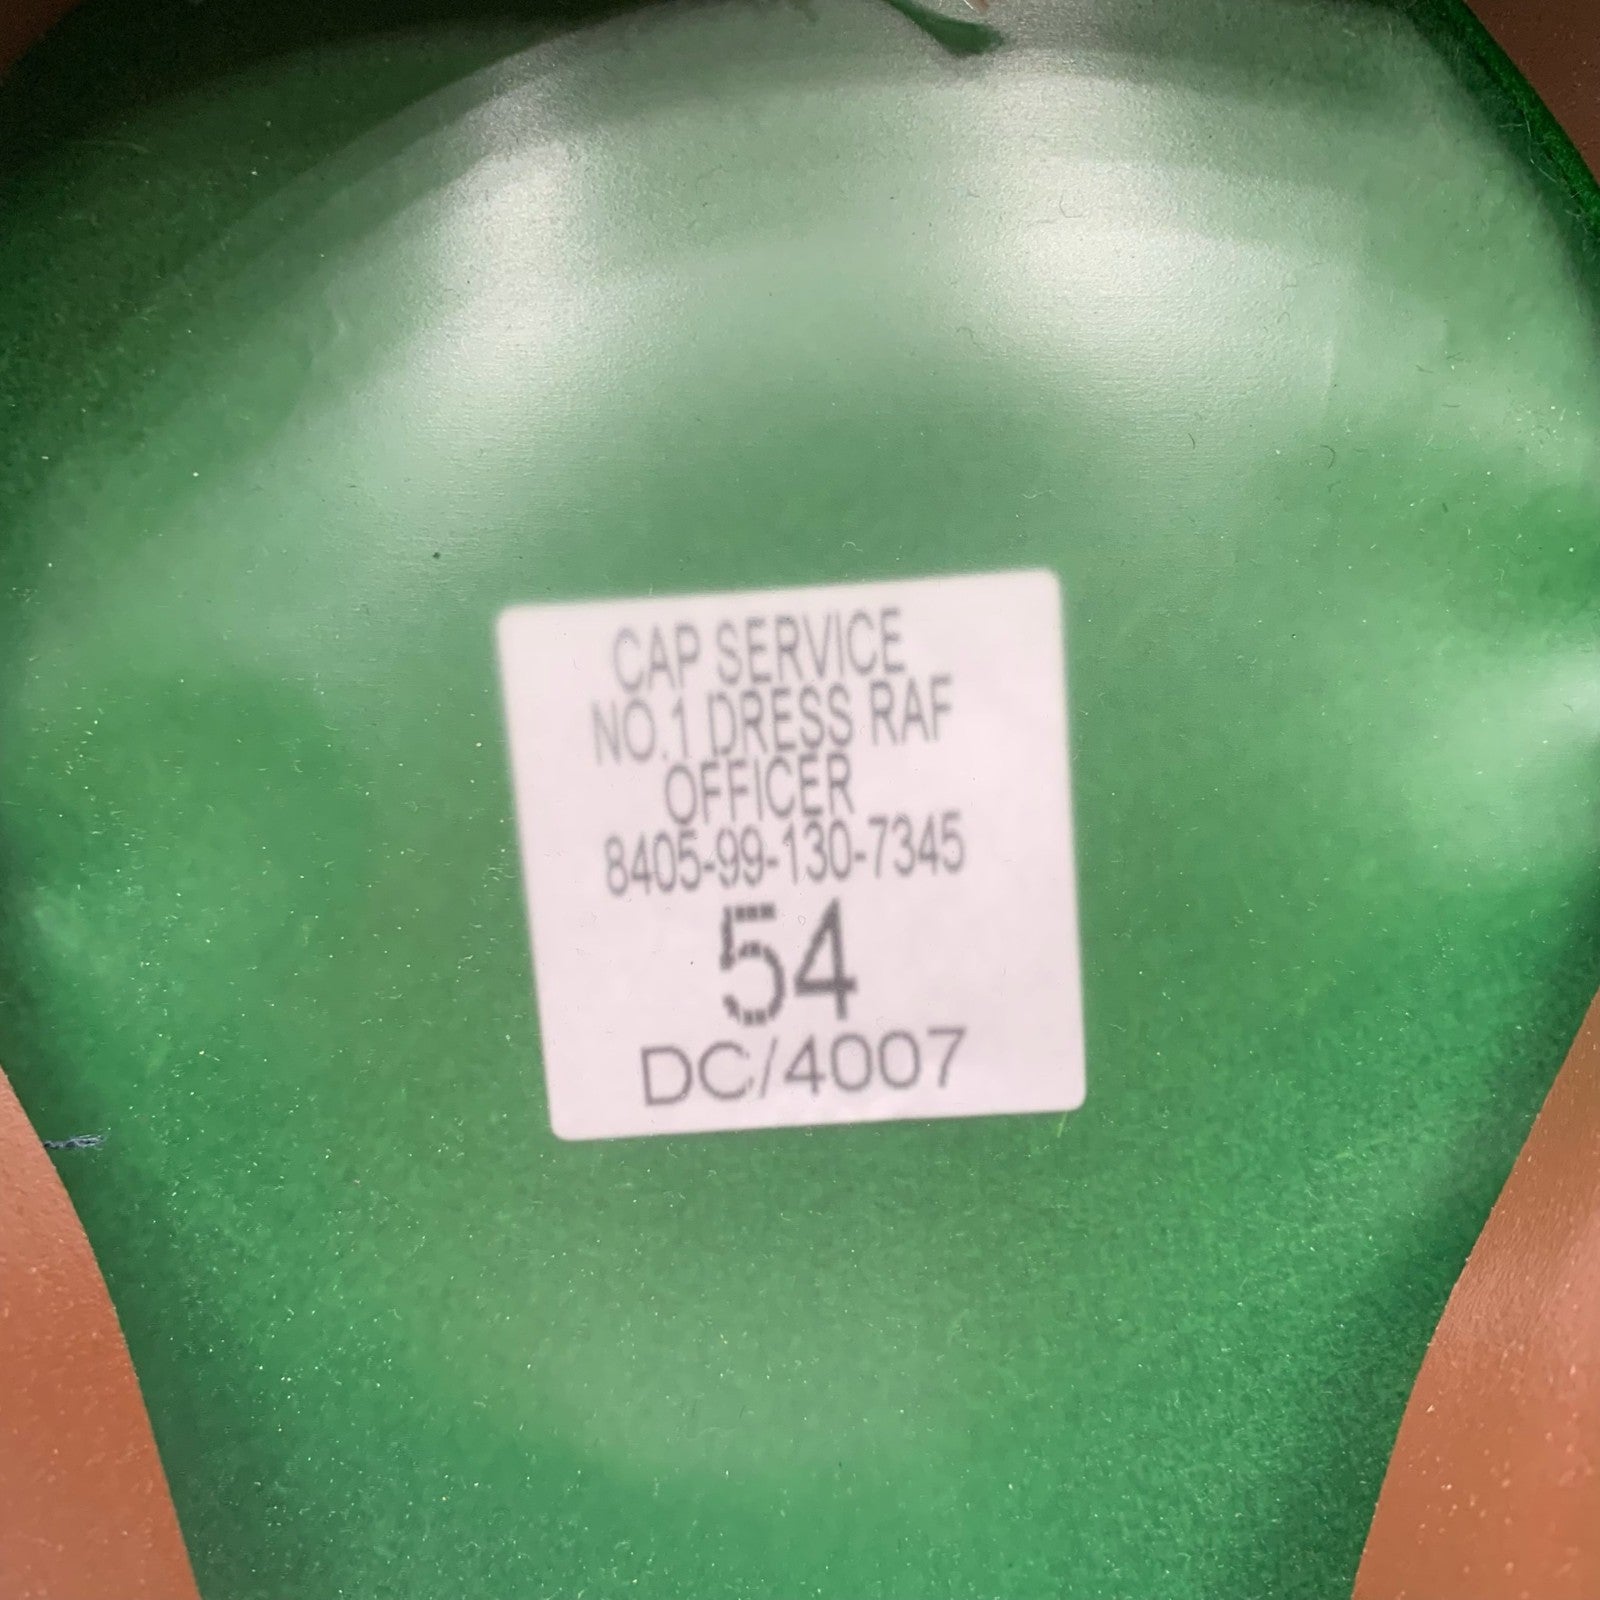 CAP SERVICE
NO.1 DRESS RAF
OFFICER
8405-99-130-7345
54
DC/4007